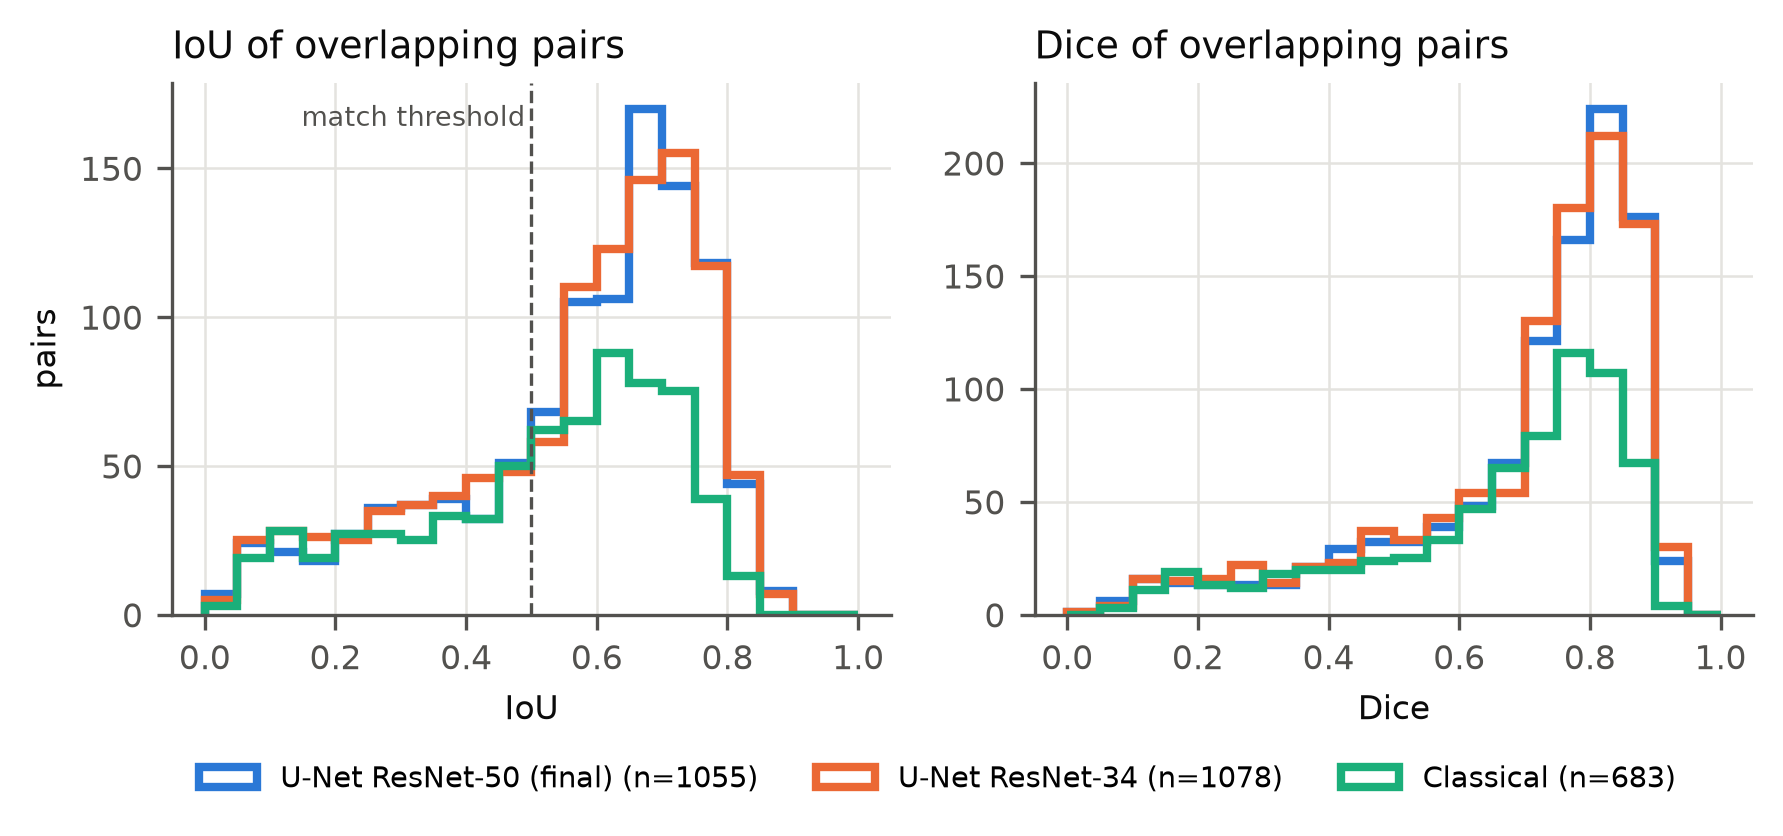 IoU of overlapping pairs
match threshold
pairs
150
100
50
0
0.0 0.2 0.4 0.6 0.8 1.0
IoU
Dice of overlapping pairs
200
150
100
50
0
0.0 0.2 0.4 0.6 0.8 1.0
Dice
U-Net ResNet-50 (final) (n=1055) U-Net ResNet-34 (n=1078) Classical (n=683)